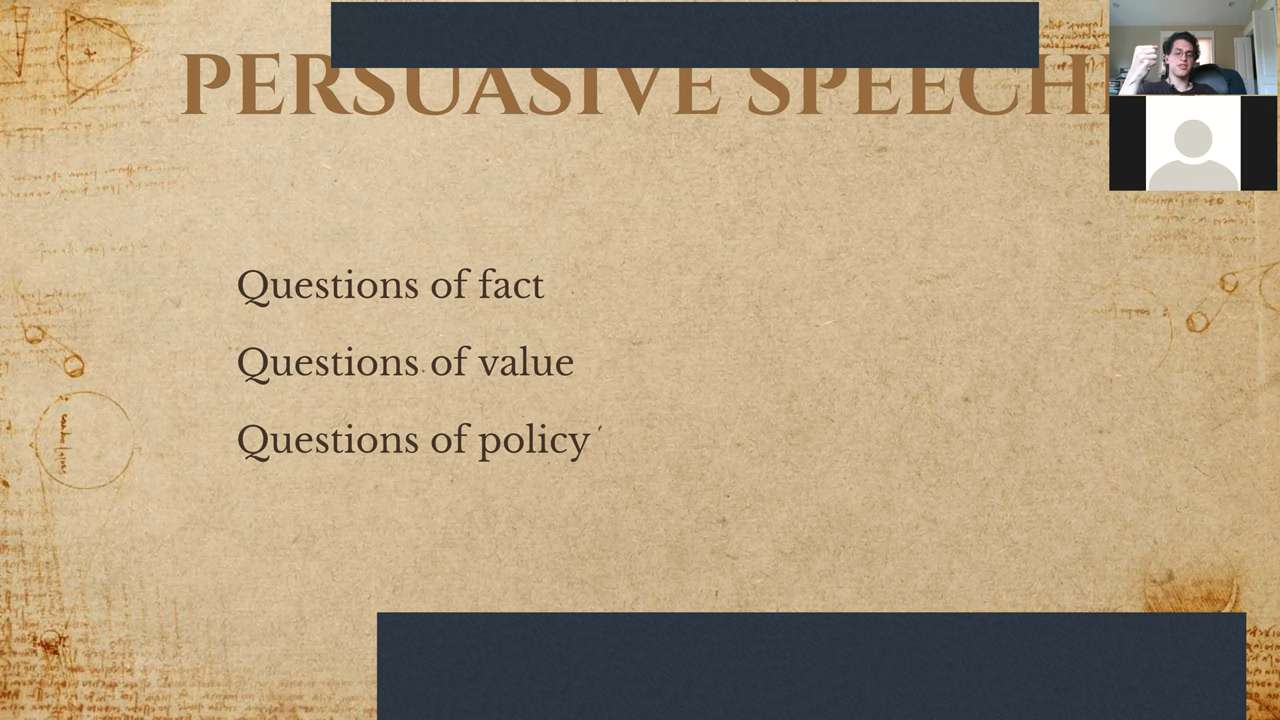 PERSUASIVE SPEECH
Questions of fact
Questions of value
Questions of policy